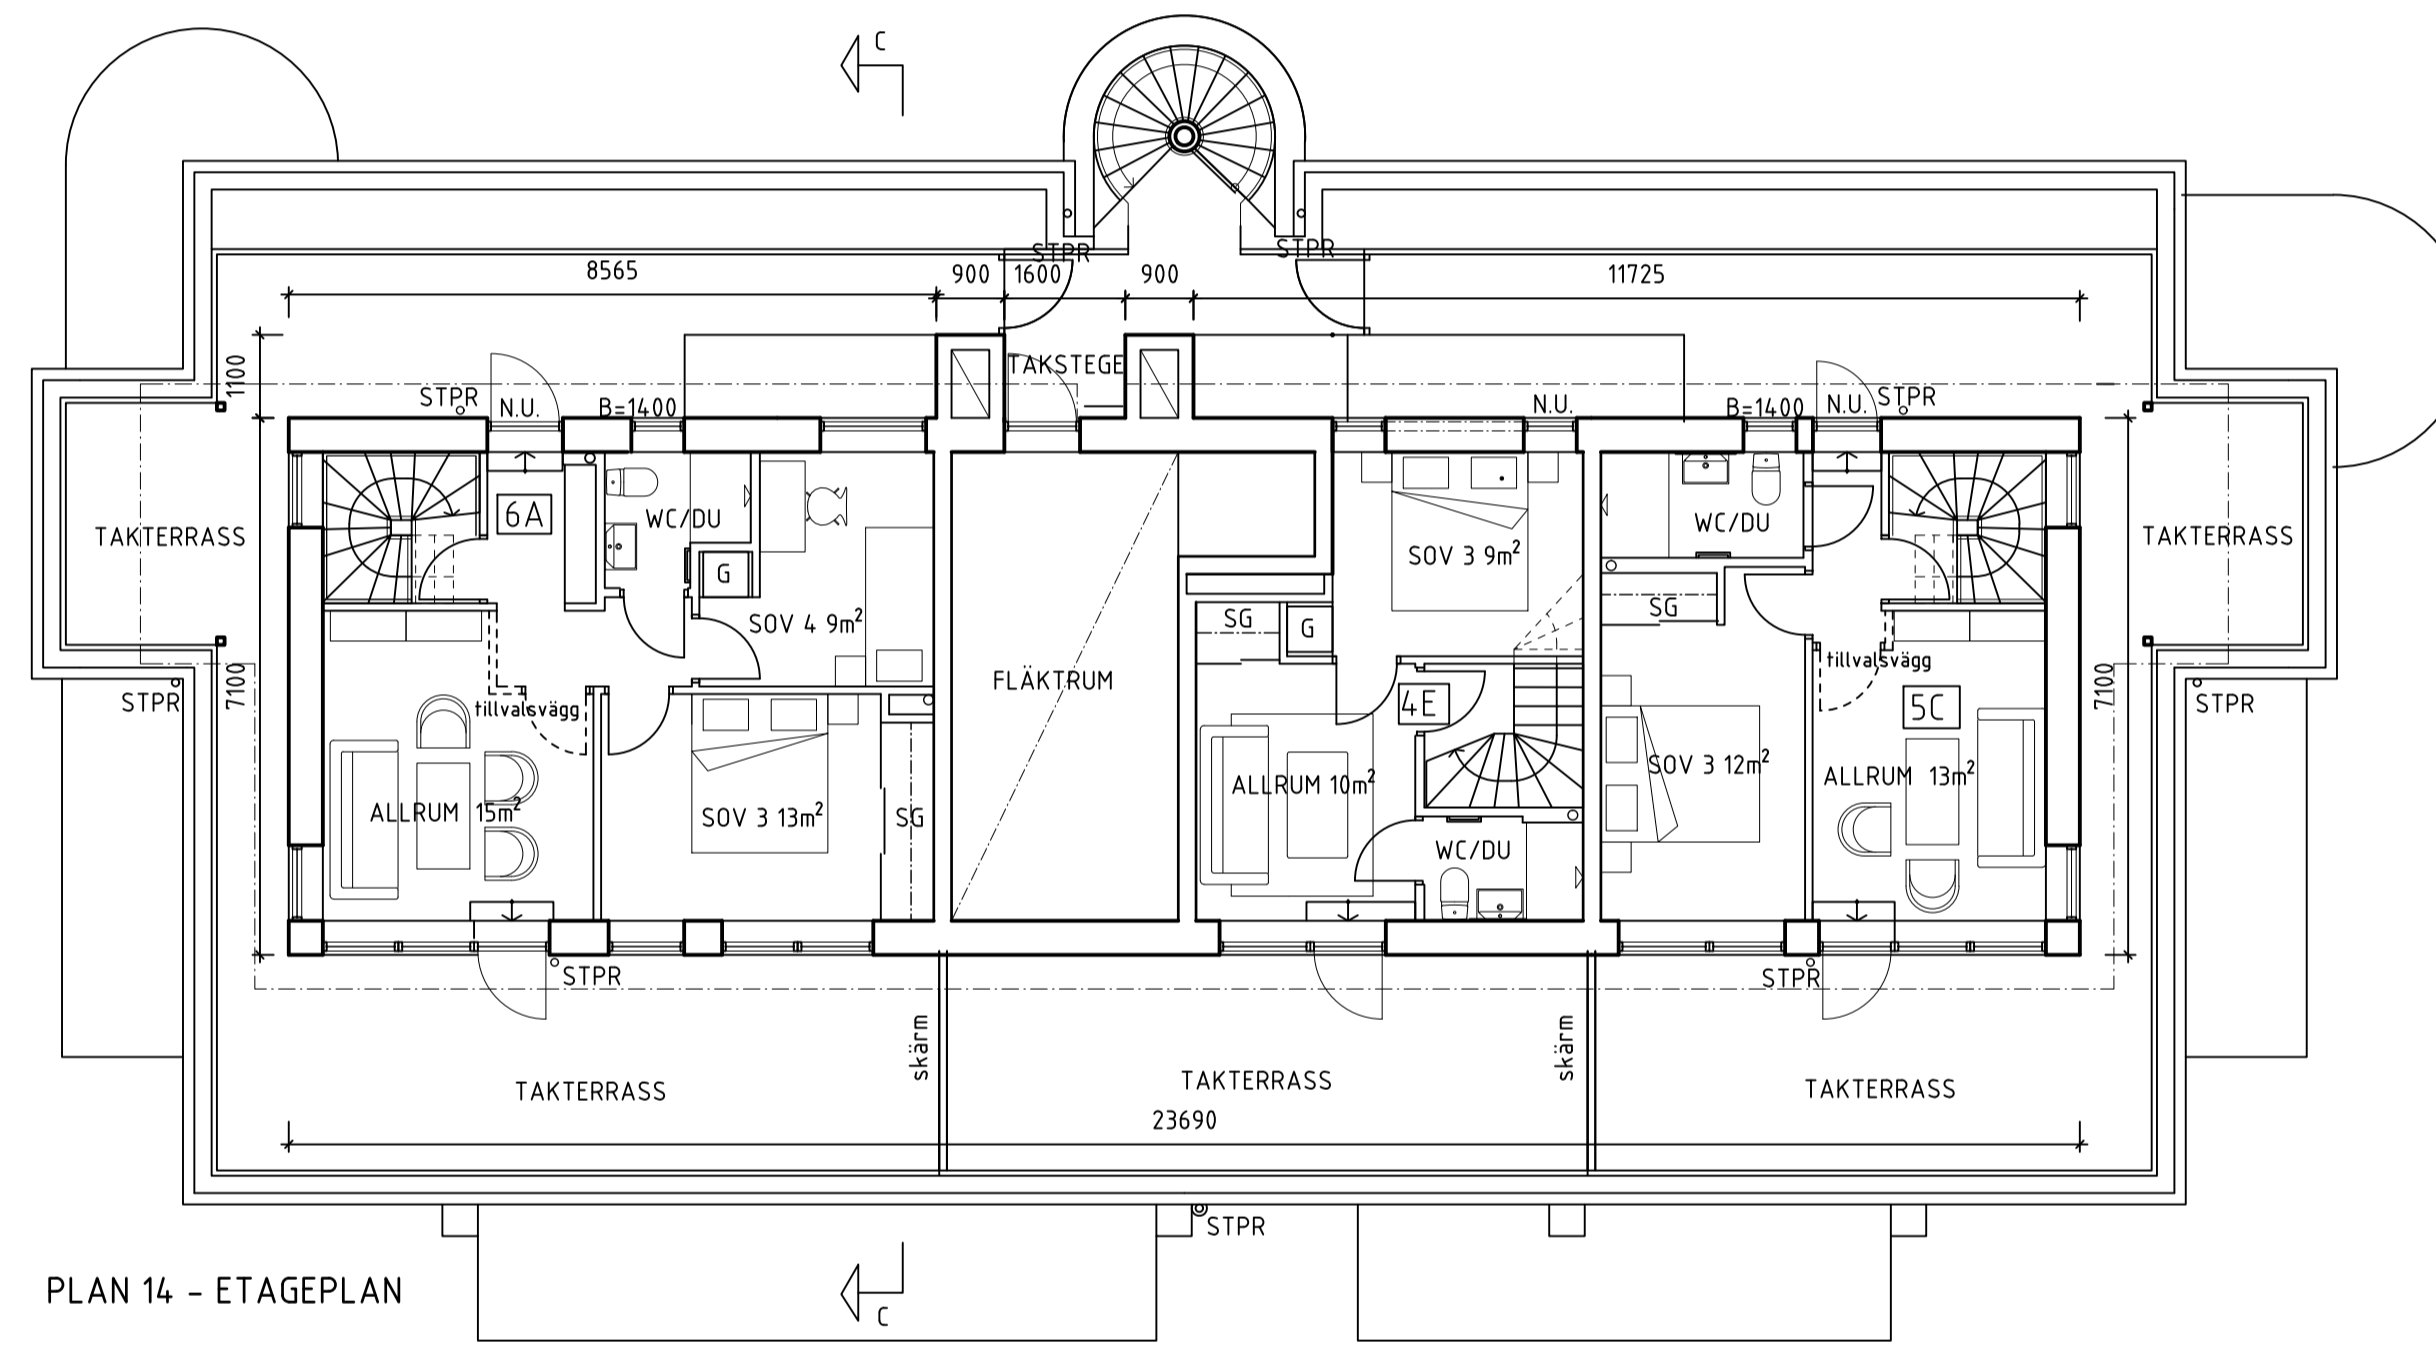 C
STPR
STPR
8565
900
1600
900
11725
1100
TAKSTEGE
STPR
N.U.
B=1400
N.U.
B=1400
N.U.
STPR
6A
WC/DU
G
SOV 4 9m²
TAKTERRASS
SOV 3 9m²
WC/DU
TAKTERRASS
SG
G
SG
tillvalsvägg
7100
STPR
tillvalsvägg
FLÄKTRUM
4E
5C
7100
STPR
ALLRUM 15m²
SOV 3 13m²
SG
ALLRUM 10m²
SOV 3 12m²
ALLRUM 13m²
WC/DU
STPR
STPR
skärm
skärm
TAKTERRASS
TAKTERRASS
TAKTERRASS
23690
STPR
PLAN 14 - ETAGEPLAN
C